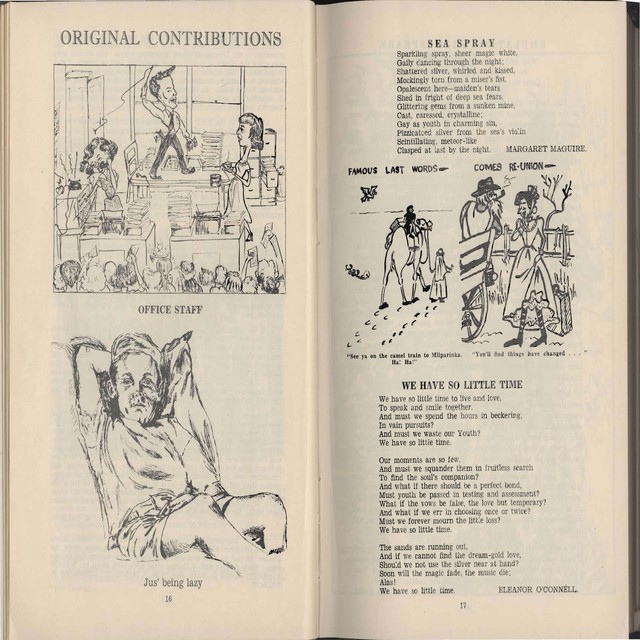 ORIGINAL CONTRIBUTIONS
OFFICE STAFF
Jus' being lazy
16
SEA SPRAY
Sparkling spray, sheer magic white,
Gaily dancing through the night;
Shattered silver, whirled and kissed,
Mockingly torn from a miser's fist,
Opalescent here—maiden's tears
Shed in fright of deep sea fears.
Glittering gems from a sunken mine,
Cast, caressed, crystalline;
Gay as youth in charming sin,
Pizzicatoed silver from the sea's violin
Scintillating, meteor-like
Clasped at last by the night. MARGARET MAGUIRE.
FAMOUS LAST WORDS—
COMES RE-UNION—
"See ya on the camel train to Milparinka.
Ha! Ha!"
"You'll find things have changed . . ."
WE HAVE SO LITTLE TIME
We have so little time to live and love,
To speak and smile together.
And must we spend the hours in beckering,
In vain pursuits?
And must we waste our Youth?
We have so little time.
Our moments are so few.
And must we squander them in fruitless search
To find the soul's companion?
And what if there should be a perfect bond,
Must youth be passed in testing and assessment?
What if the vows be false, the love but temporary?
And what if we err in choosing once or twice?
Must we forever mourn the little loss?
We have so little time.
The sands are running out,
And if we cannot find the dream-gold love,
Should we not use the silver near at hand?
Soon will the magic fade, the music die;
Alas!
We have so little time. ELEANOR O'CONNELL.
17